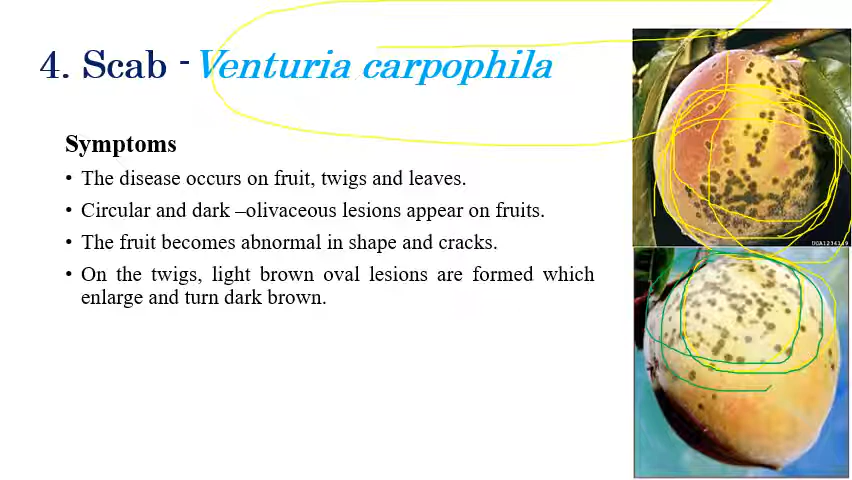 4. Scab - Venturia carpophila
Symptoms
• The disease occurs on fruit, twigs and leaves.
• Circular and dark –olivaceous lesions appear on fruits.
• The fruit becomes abnormal in shape and cracks.
• On the twigs, light brown oval lesions are formed which
enlarge and turn dark brown.